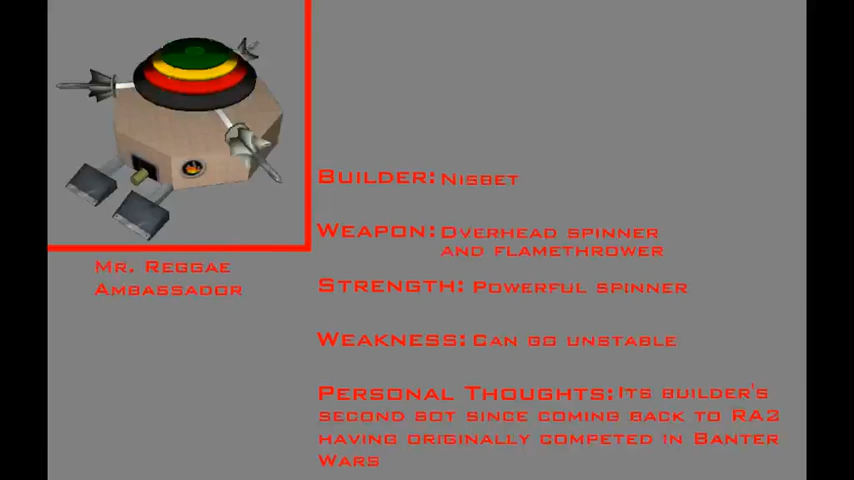 Mr. Reggae
Ambassador
Builder: Nisbet
Weapon: Overhead spinner
and flamethrower
Strength: Powerful spinner
Weakness: Can go unstable
Personal Thoughts: Its builder's
second bot since coming back to RA2
having originally competed in Banter
Wars